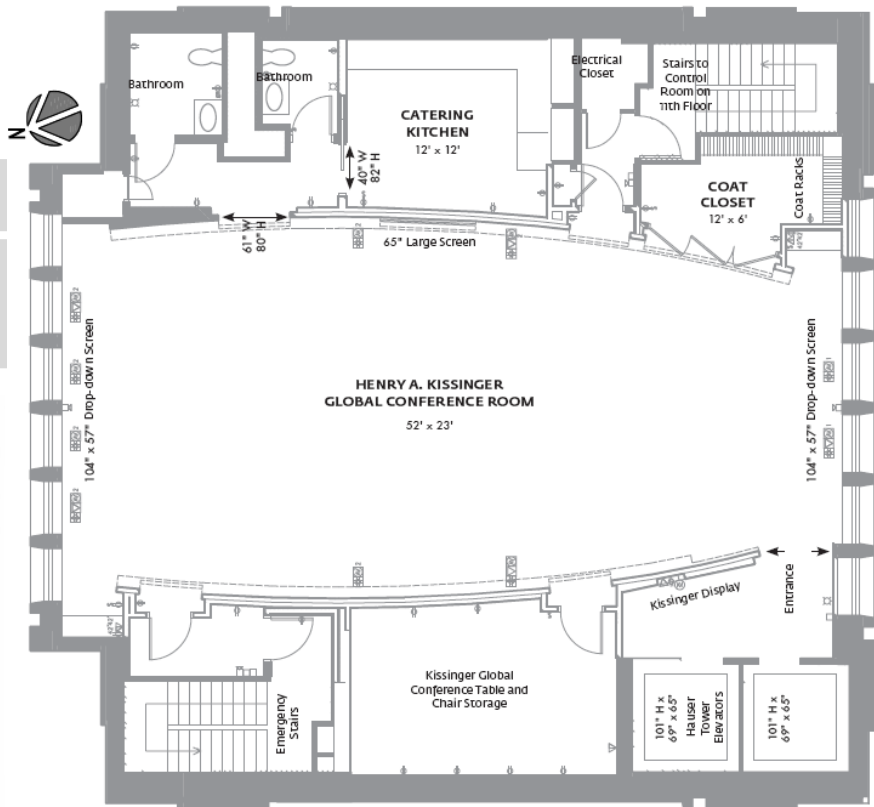 Bathroom
Bathroom
Electrical
Closet
Stairs to
Control
Room on
11th Floor
N
CATERING
KITCHEN
12' x 12'
40" W
82" H
COAT
CLOSET
12' x 6'
Coat Racks
61" W
80" H
65" Large Screen
104" x 57" Drop-down Screen
HENRY A. KISSINGER
GLOBAL CONFERENCE ROOM
52' x 23'
104" x 57" Drop-down Screen
Entrance
Kissinger Display
Emergency
Stairs
Kissinger Global
Conference Table and
Chair Storage
101" H x
69" x 65"
Hauser
Tower
Elevators
101" H x
69" x 65"